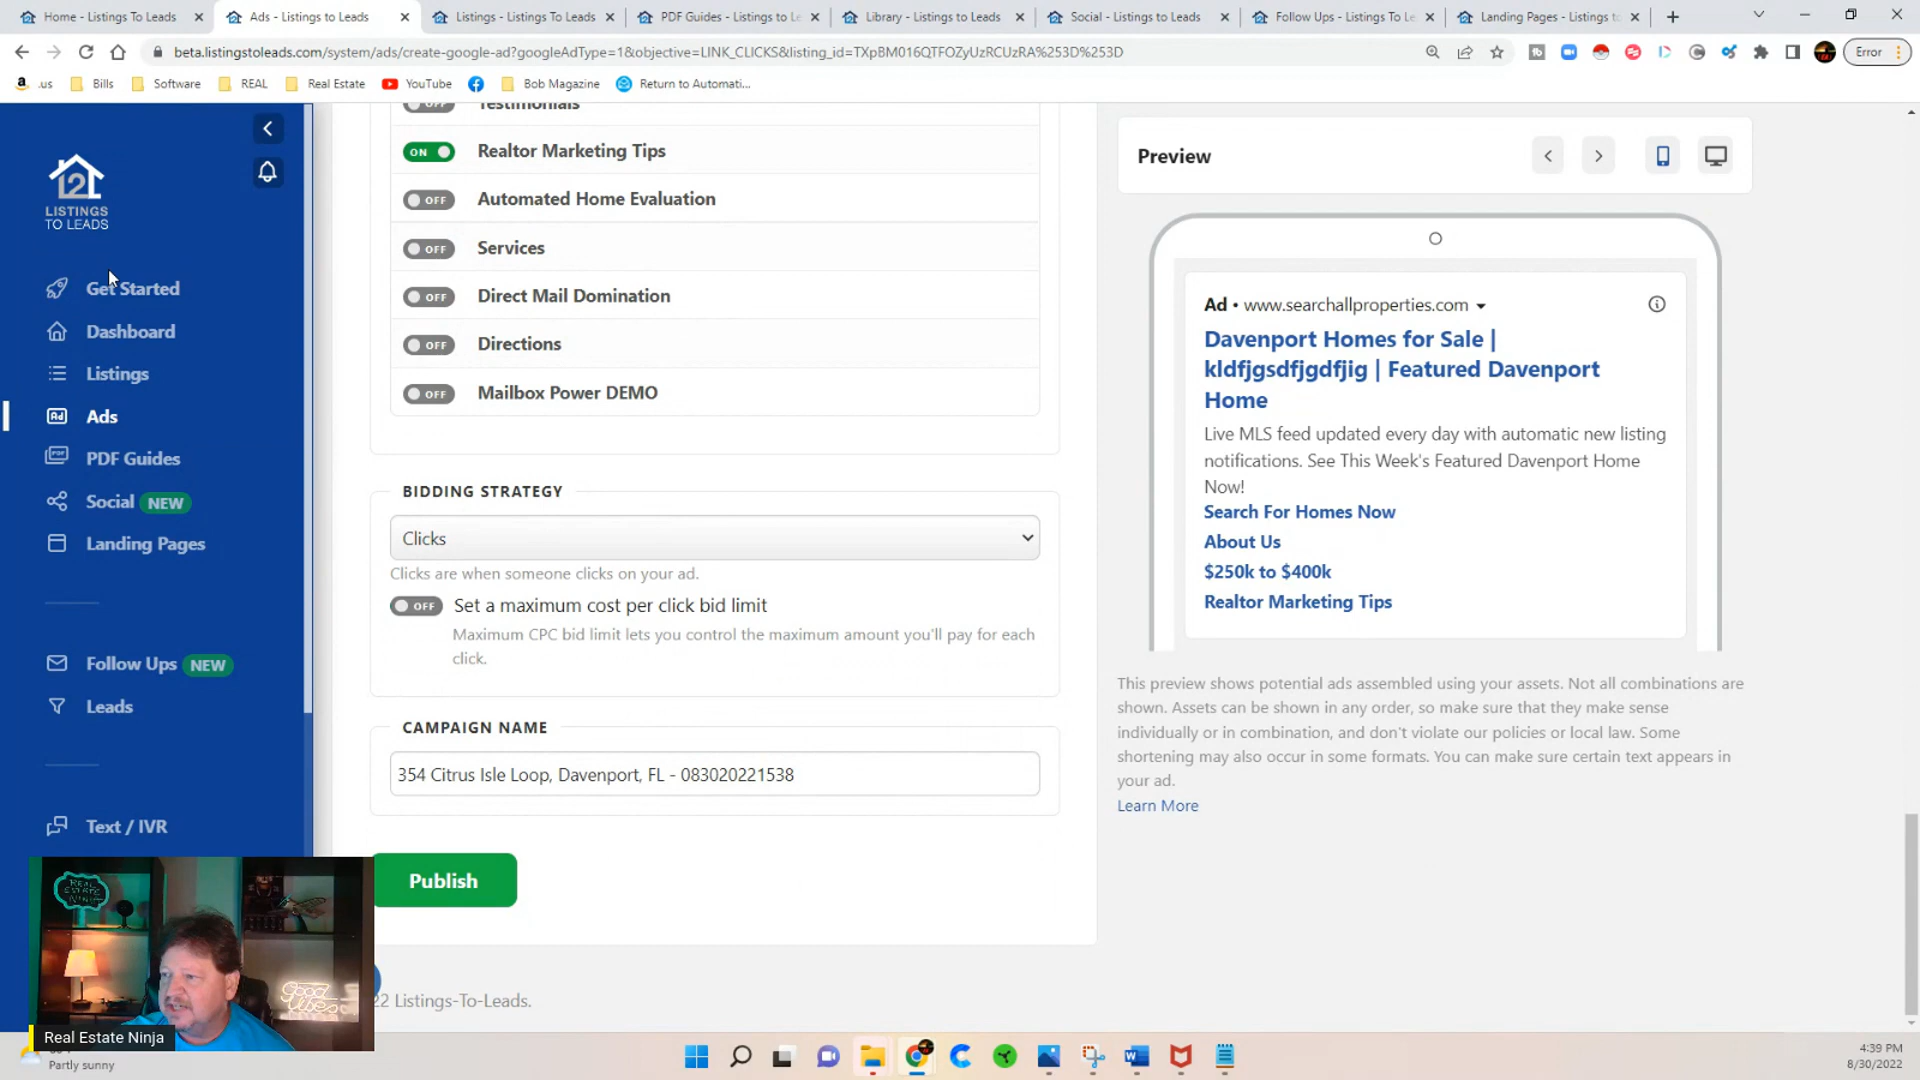 Home - Listings To Leads
Ads - Listings to Leads
Listings - Listings To Leads
PDF Guides - Listings to Le
Library - Listings to Leads
Social - Listings to Leads
Follow Ups - Listings To Le
Landing Pages - Listings to
beta.listingstoleads.com/system/ads/create-google-ad?googleAdType=1&objective=LINK_CLICKS&listing_id=TXpBM016QTFOZyUzRCUzRA%253D%253D
Error
.us
Bills
Software
REAL
Real Estate
YouTube
Bob Magazine
Return to Automati...
L2L
LISTINGS
TO LEADS
Get Started
Dashboard
Listings
Ad
Ads
PDF
PDF Guides
Social NEW
Landing Pages
Follow Ups NEW
Leads
Text / IVR
OFF Testimonials
ON Realtor Marketing Tips
OFF Automated Home Evaluation
OFF Services
OFF Direct Mail Domination
OFF Directions
OFF Mailbox Power DEMO
BIDDING STRATEGY
Clicks
Clicks are when someone clicks on your ad.
OFF Set a maximum cost per click bid limit
Maximum CPC bid limit lets you control the maximum amount you'll pay for each
click.
CAMPAIGN NAME
354 Citrus Isle Loop, Davenport, FL - 083020221538
Publish
22 Listings-To-Leads.
Preview
Ad • www.searchallproperties.com
Davenport Homes for Sale |
kldfjgsdfjgdfjig | Featured Davenport
Home
Live MLS feed updated every day with automatic new listing
notifications. See This Week's Featured Davenport Home
Now!
Search For Homes Now
About Us
$250k to $400k
Realtor Marketing Tips
This preview shows potential ads assembled using your assets. Not all combinations are
shown. Assets can be shown in any order, so make sure that they make sense
individually or in combination, and don't violate our policies or local law. Some
shortening may also occur in some formats. You can make sure certain text appears in
your ad.
Learn More
REAL
ESTATE
NINJA
Good
Vibes
Real Estate Ninja
Partly sunny
4:39 PM
8/30/2022